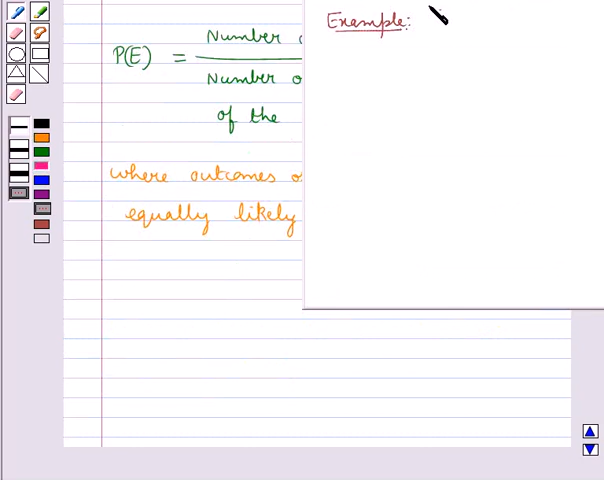 Example:
P(E) = Number
Number
of the
where outcomes
equally likely